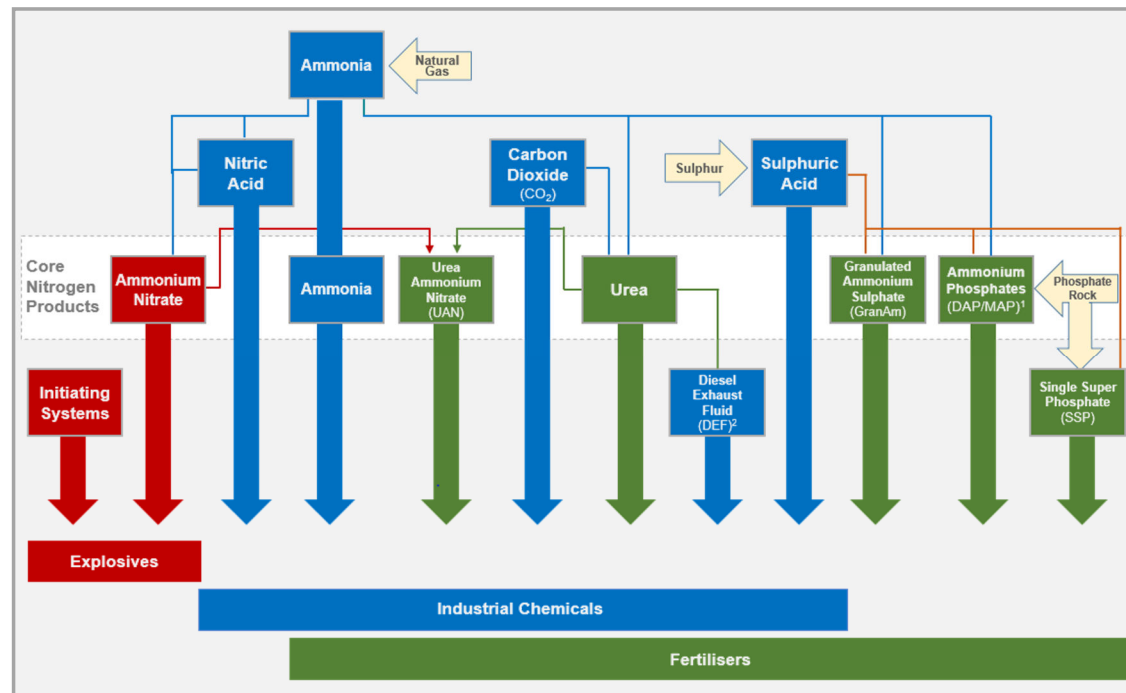 Ammonia
Natural
Gas
Nitric
Acid
Carbon
Dioxide
(CO₂)
Sulphur
Sulphuric
Acid
Core
Nitrogen
Products
Ammonium
Nitrate
Ammonia
Urea
Ammonium
Nitrate
(UAN)
Urea
Granulated
Ammonium
Sulphate
(GranAm)
Ammonium
Phosphates
(DAP/MAP)¹
Phosphate
Rock
Initiating
Systems
Diesel
Exhaust
Fluid
(DEF)²
Single Super
Phosphate
(SSP)
Explosives
Industrial Chemicals
Fertilisers